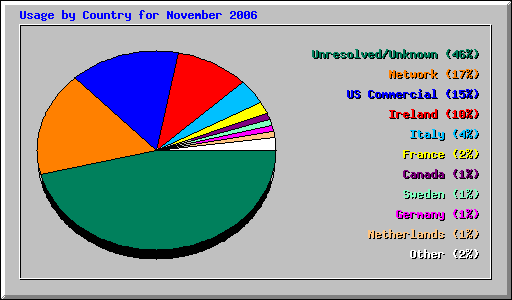 Usage by Country for November 2006
Unresolved/Unknown (46%)
Network (17%)
US Commercial (15%)
Ireland (10%)
Italy (4%)
France (2%)
Canada (1%)
Sweden (1%)
Germany (1%)
Netherlands (1%)
Other (2%)